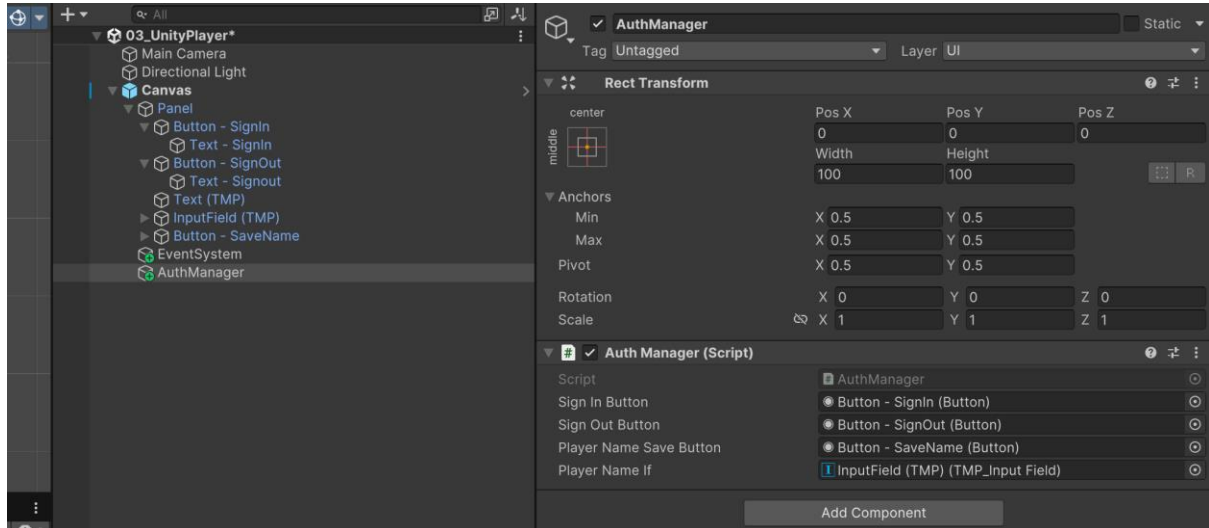 All
03_UnityPlayer*
Main Camera
Directional Light
Canvas
Panel
Button - SignIn
Text - SignIn
Button - SignOut
Text - Signout
Text (TMP)
InputField (TMP)
Button - SaveName
EventSystem
AuthManager
AuthManager Static
Tag Untagged Layer UI
Rect Transform
center Pos X Pos Y Pos Z
middle 0 0 0
Width Height
100 100 R
Anchors
Min X 0.5 Y 0.5
Max X 0.5 Y 0.5
Pivot X 0.5 Y 0.5
Rotation X 0 Y 0 Z 0
Scale X 1 Y 1 Z 1
# Auth Manager (Script)
Script AuthManager
Sign In Button Button - SignIn (Button)
Sign Out Button Button - SignOut (Button)
Player Name Save Button Button - SaveName (Button)
Player Name If InputField (TMP) (TMP_Input Field)
Add Component